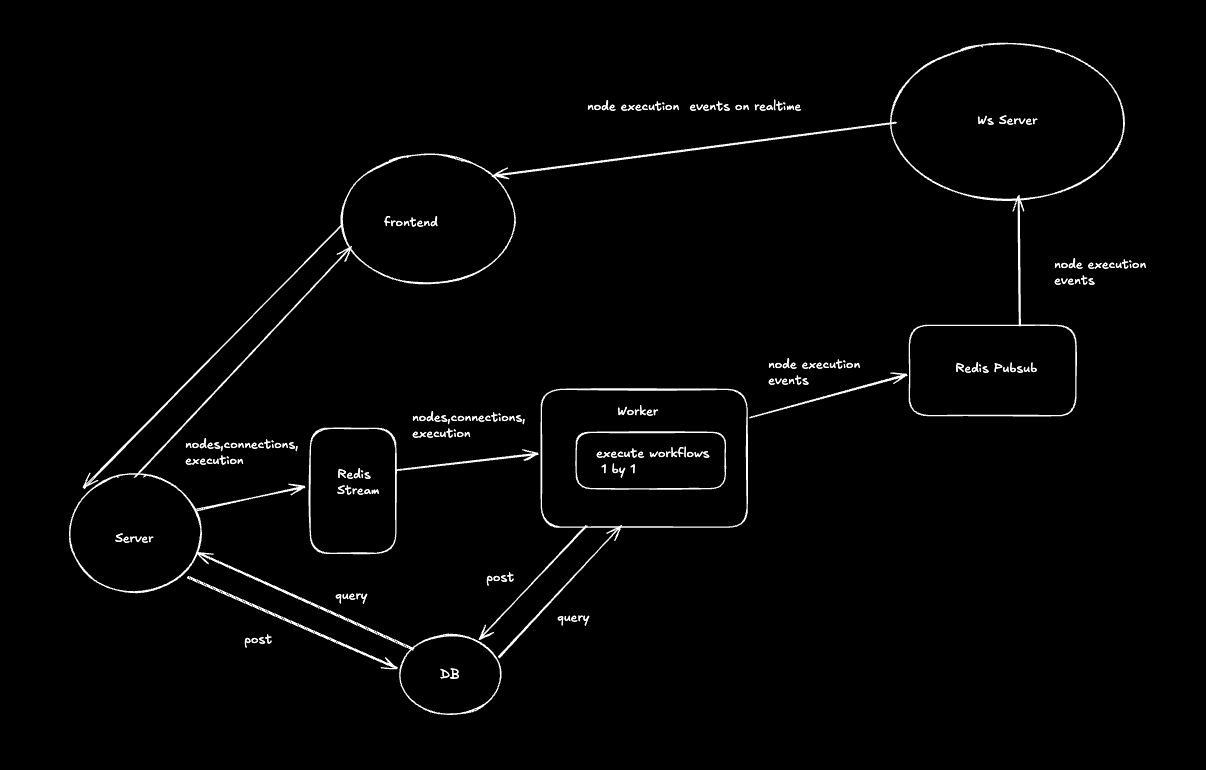 node execution  events on realtime
Ws Server
frontend
node execution
events
node execution
events
Redis Pubsub
Worker
execute workflows
1 by 1
nodes,connections,
execution
nodes,connections,
execution
Redis
Stream
Server
post
query
query
post
DB